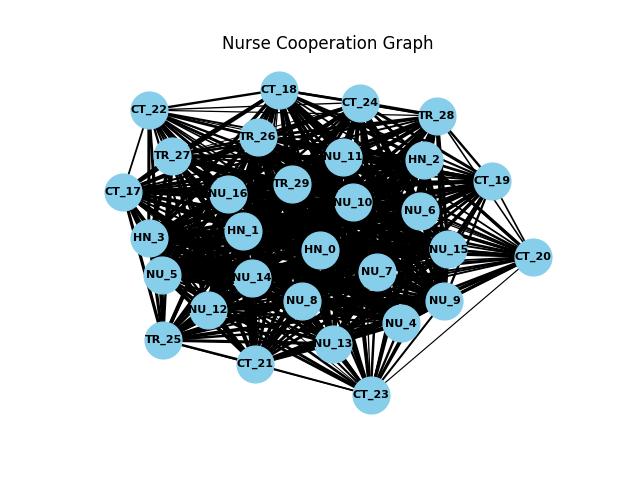 Nurse Cooperation Graph
CT_18
CT_24
CT_22
TR_28
TR_26
TR_27
NU_11
HN_2
TR_29
CT_19
CT_17
NU_16
NU_10
NU_6
HN_1
HN_3
HN_0
NU_15
CT_20
NU_5
NU_14
NU_7
NU_8
NU_9
NU_12
NU_4
TR_25
NU_13
CT_21
CT_23